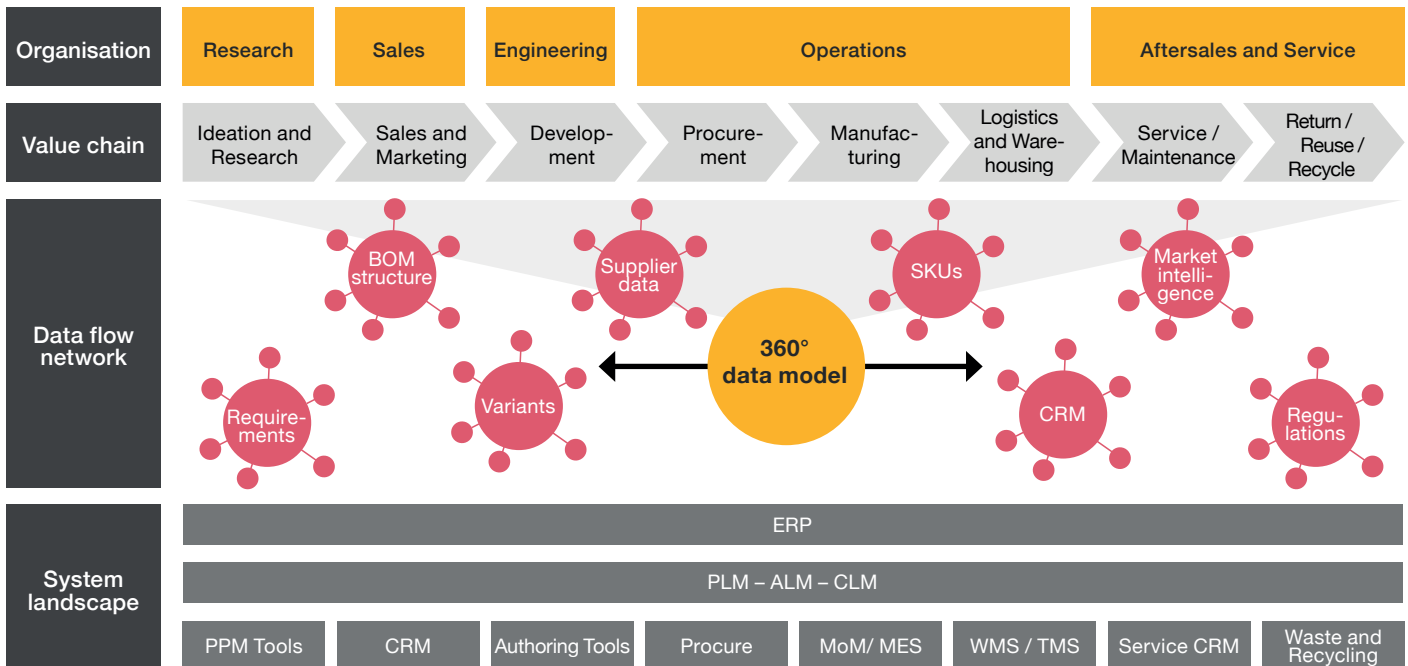 Organisation
Research
Sales
Engineering
Operations
Aftersales and Service
Value chain
Ideation and
Research
Sales and
Marketing
Develop-
ment
Procure-
ment
Manufac-
turing
Logistics
and Ware-
housing
Service /
Maintenance
Return /
Reuse /
Recycle
Data flow
network
BOM
structure
Supplier
data
SKUs
Market
intelli-
gence
360°
data model
Require-
ments
Variants
CRM
Regu-
lations
System
landscape
ERP
PLM – ALM – CLM
PPM Tools
CRM
Authoring Tools
Procure
MoM/ MES
WMS / TMS
Service CRM
Waste and
Recycling